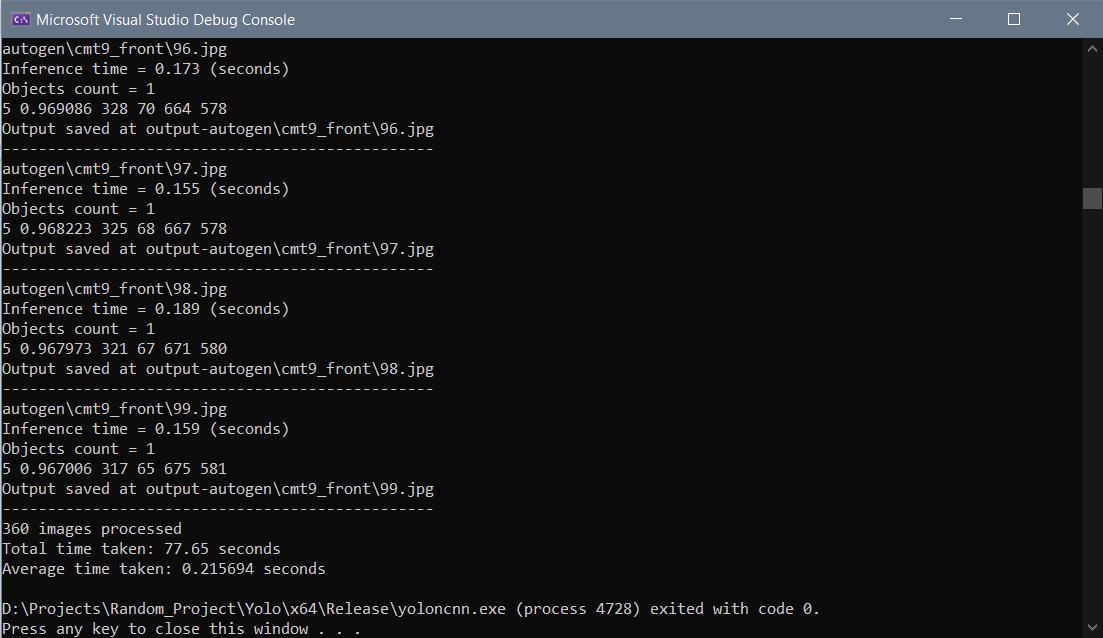 Microsoft Visual Studio Debug Console
autogen\cmt9_front\96.jpg
Inference time = 0.173 (seconds)
Objects count = 1
5 0.969086 328 70 664 578
Output saved at output-autogen\cmt9_front\96.jpg
------------------------------------------------
autogen\cmt9_front\97.jpg
Inference time = 0.155 (seconds)
Objects count = 1
5 0.968223 325 68 667 578
Output saved at output-autogen\cmt9_front\97.jpg
------------------------------------------------
autogen\cmt9_front\98.jpg
Inference time = 0.189 (seconds)
Objects count = 1
5 0.967973 321 67 671 580
Output saved at output-autogen\cmt9_front\98.jpg
------------------------------------------------
autogen\cmt9_front\99.jpg
Inference time = 0.159 (seconds)
Objects count = 1
5 0.967006 317 65 675 581
Output saved at output-autogen\cmt9_front\99.jpg
------------------------------------------------
360 images processed
Total time taken: 77.65 seconds
Average time taken: 0.215694 seconds
D:\Projects\Random_Project\Yolo\x64\Release\yoloncnn.exe (process 4728) exited with code 0.
Press any key to close this window . . .